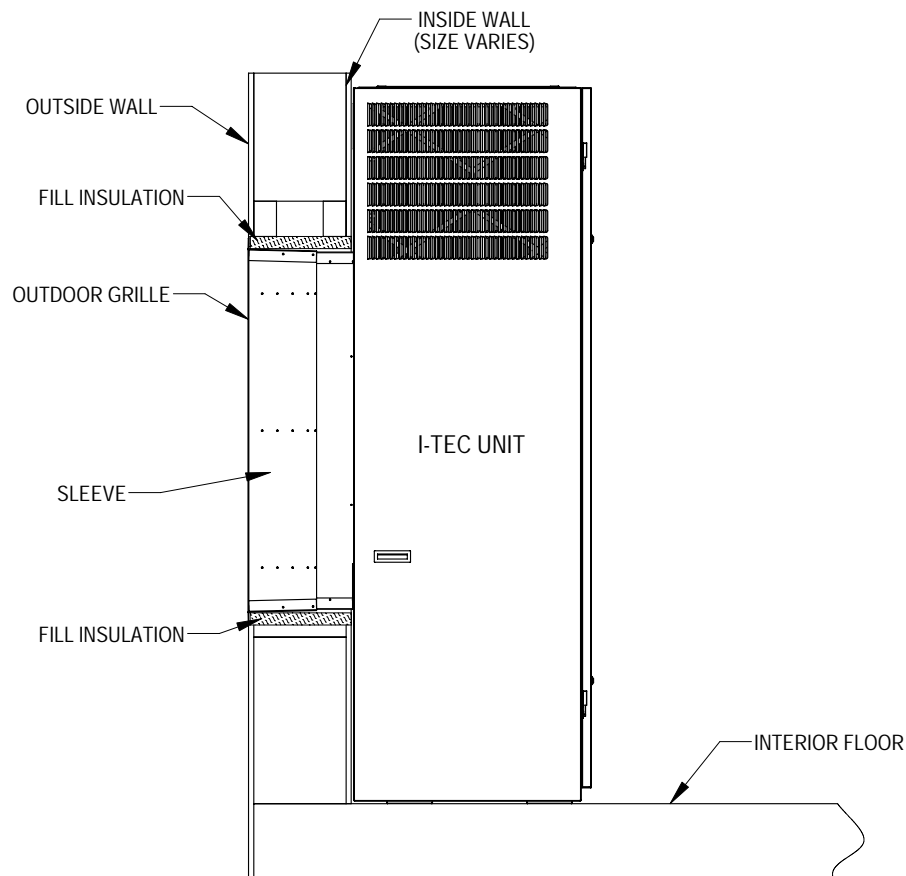 INSIDE WALL
(SIZE VARIES)
OUTSIDE WALL
FILL INSULATION
OUTDOOR GRILLE
I-TEC UNIT
SLEEVE
FILL INSULATION
INTERIOR FLOOR